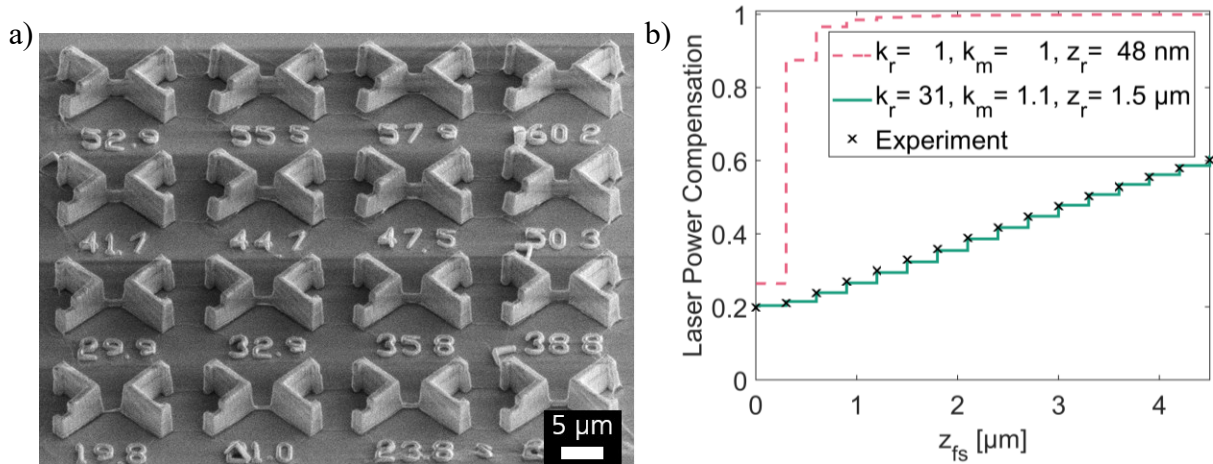 a)
52.9 55 5 57 9 60 2
41.7 44 7 47.5 50 3
29.9 32.9 35 8 38 8
19.8 21.0 23.8
5 μm
b)
Laser Power Compensation
1
0.8
0.6
0.4
0.2
0
k_r= 1, k_m= 1, z_r= 48 nm
k_r= 31, k_m= 1.1, z_r= 1.5 μm
Experiment
0 1 2 3 4
z_fs [μm]